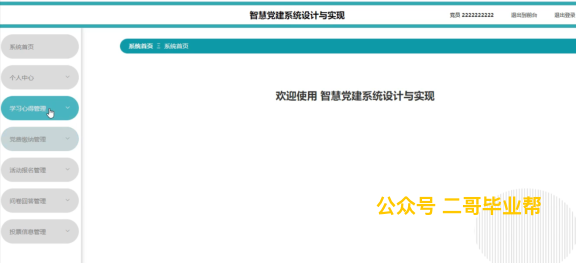 智慧党建系统设计与实现
党员 2222222222
退出到前台
退出登录
系统首页
系统首页 系统首页
个人中心
欢迎使用 智慧党建系统设计与实现
学习心得管理
党费缴纳管理
活动报名管理
公众号 二哥毕业帮
问卷回答管理
投票信息管理